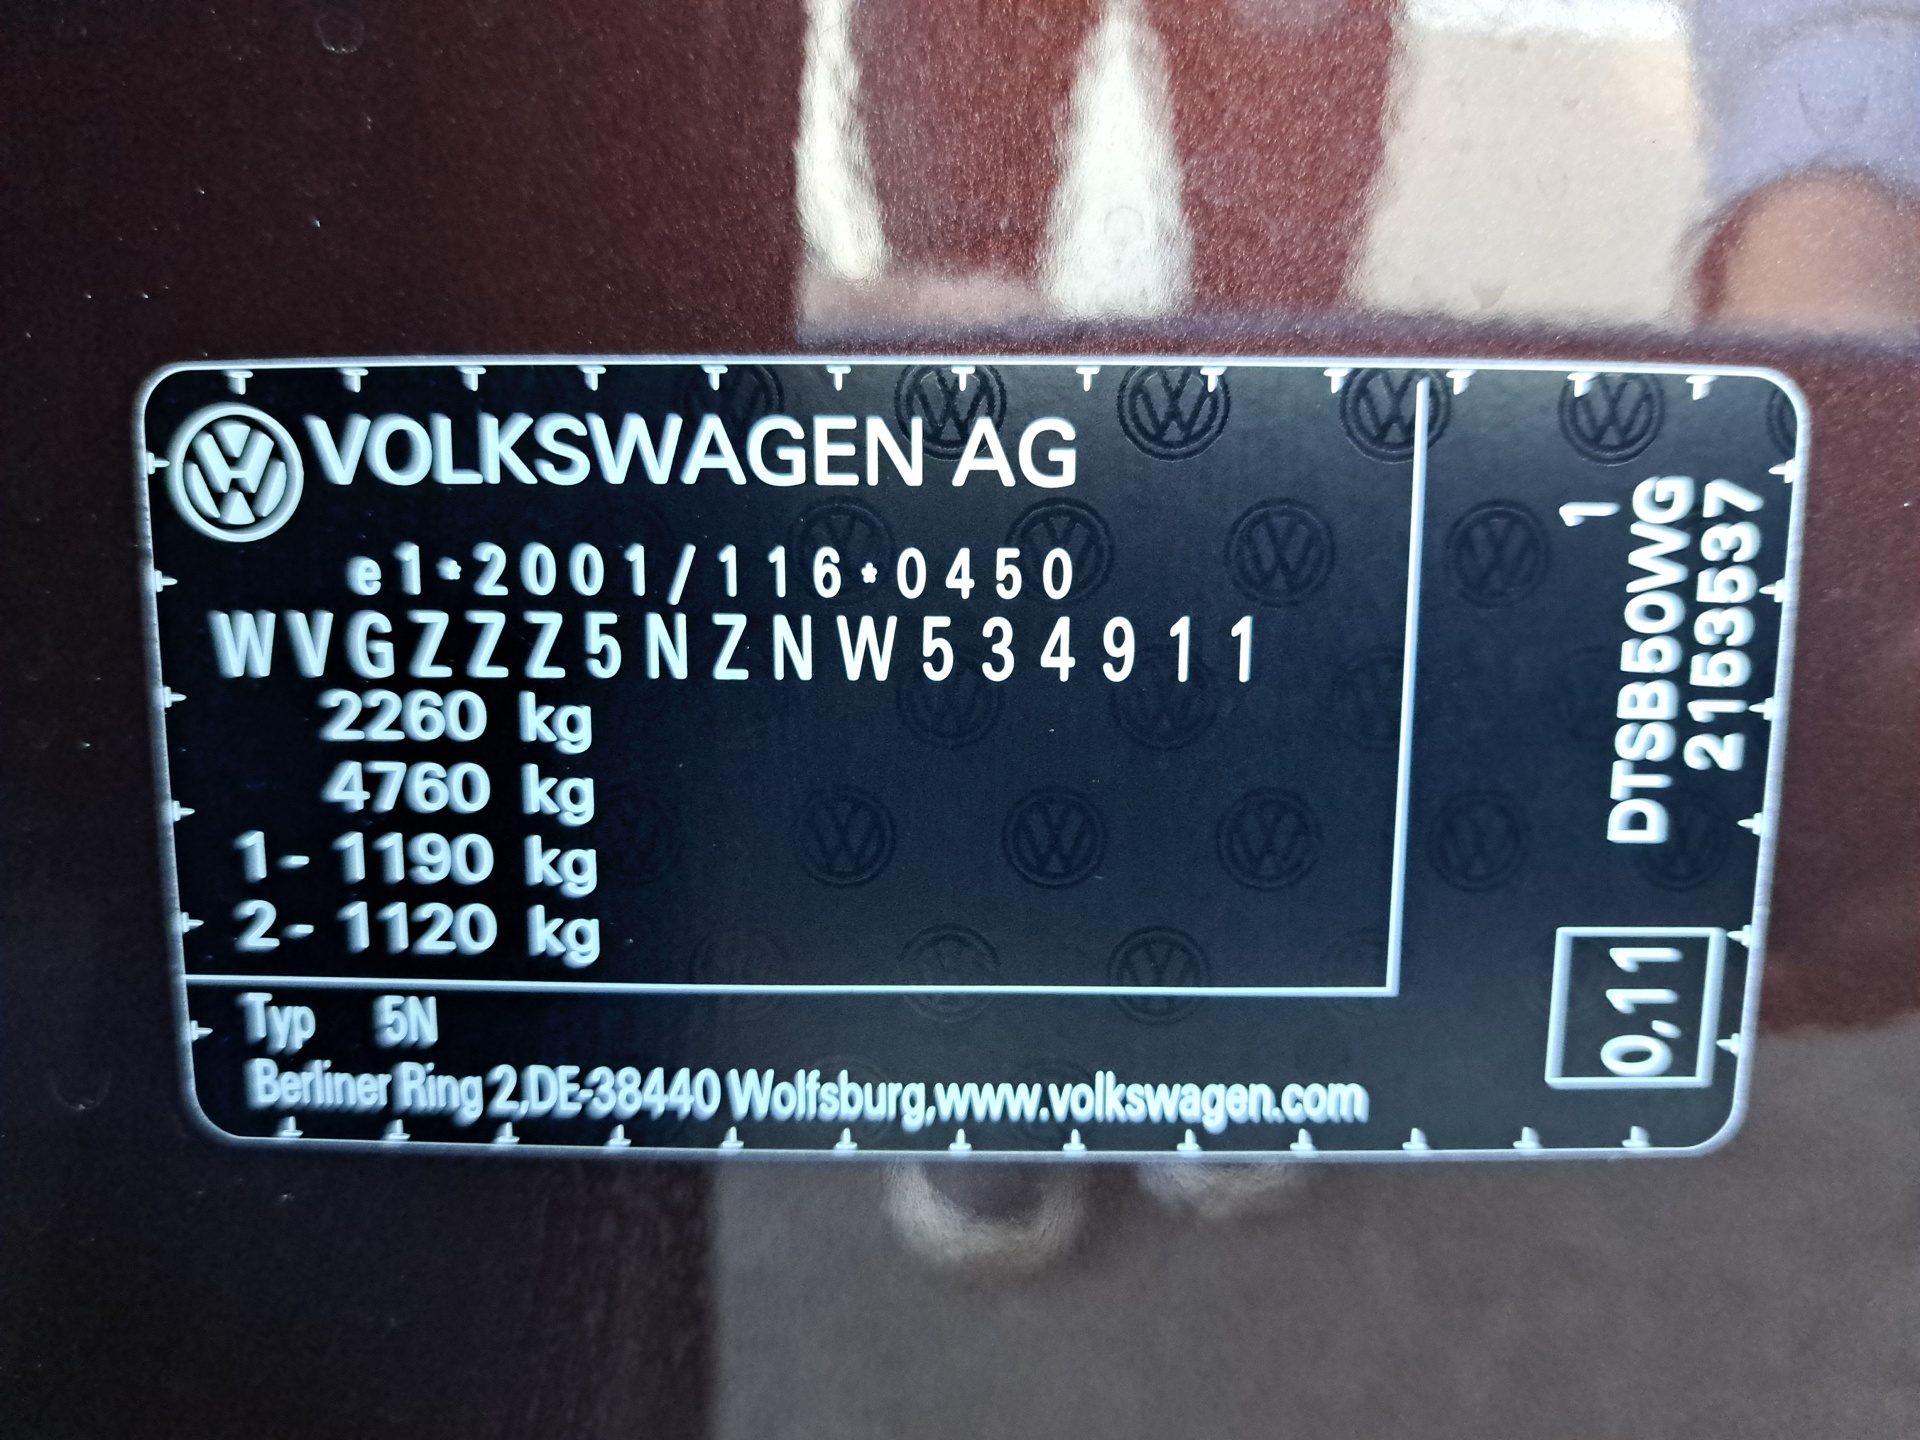 VOLKSWAGEN AG
e1*2001/116*0450
WVGZZZ5NZNW534911
2260 kg
4760 kg
1- 1190 kg
2- 1120 kg
Typ 5N
Berliner Ring 2,DE-38440 Wolfsburg,www.volkswagen.com
1
DTSB50WG
2153537
0,11